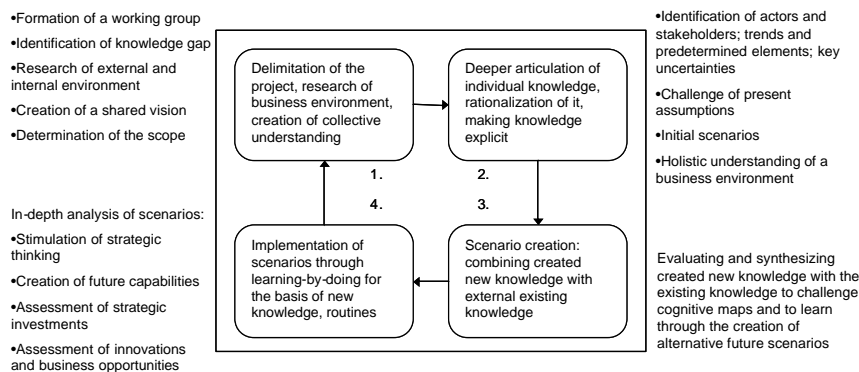 •Formation of a working group
•Identification of knowledge gap
•Research of external and
internal environment
•Creation of a shared vision
•Determination of the scope
Delimitation of the
project, research of
business environment,
creation of collective
understanding
Deeper articulation of
individual knowledge,
rationalization of it,
making knowledge
explicit
•Identification of actors and
stakeholders; trends and
predetermined elements; key
uncertainties
•Challenge of present
assumptions
•Initial scenarios
•Holistic understanding of a
business environment
1.
2.
4.
3.
In-depth analysis of scenarios:
•Stimulation of strategic
thinking
•Creation of future capabilities
•Assessment of strategic
investments
•Assessment of innovations
and business opportunities
Implementation of
scenarios through
learning-by-doing for
the basis of new
knowledge, routines
Scenario creation:
combining created
new knowledge with
external existing
knowledge
Evaluating and synthesizing
created new knowledge with the
existing knowledge to challenge
cognitive maps and to learn
through the creation of
alternative future scenarios